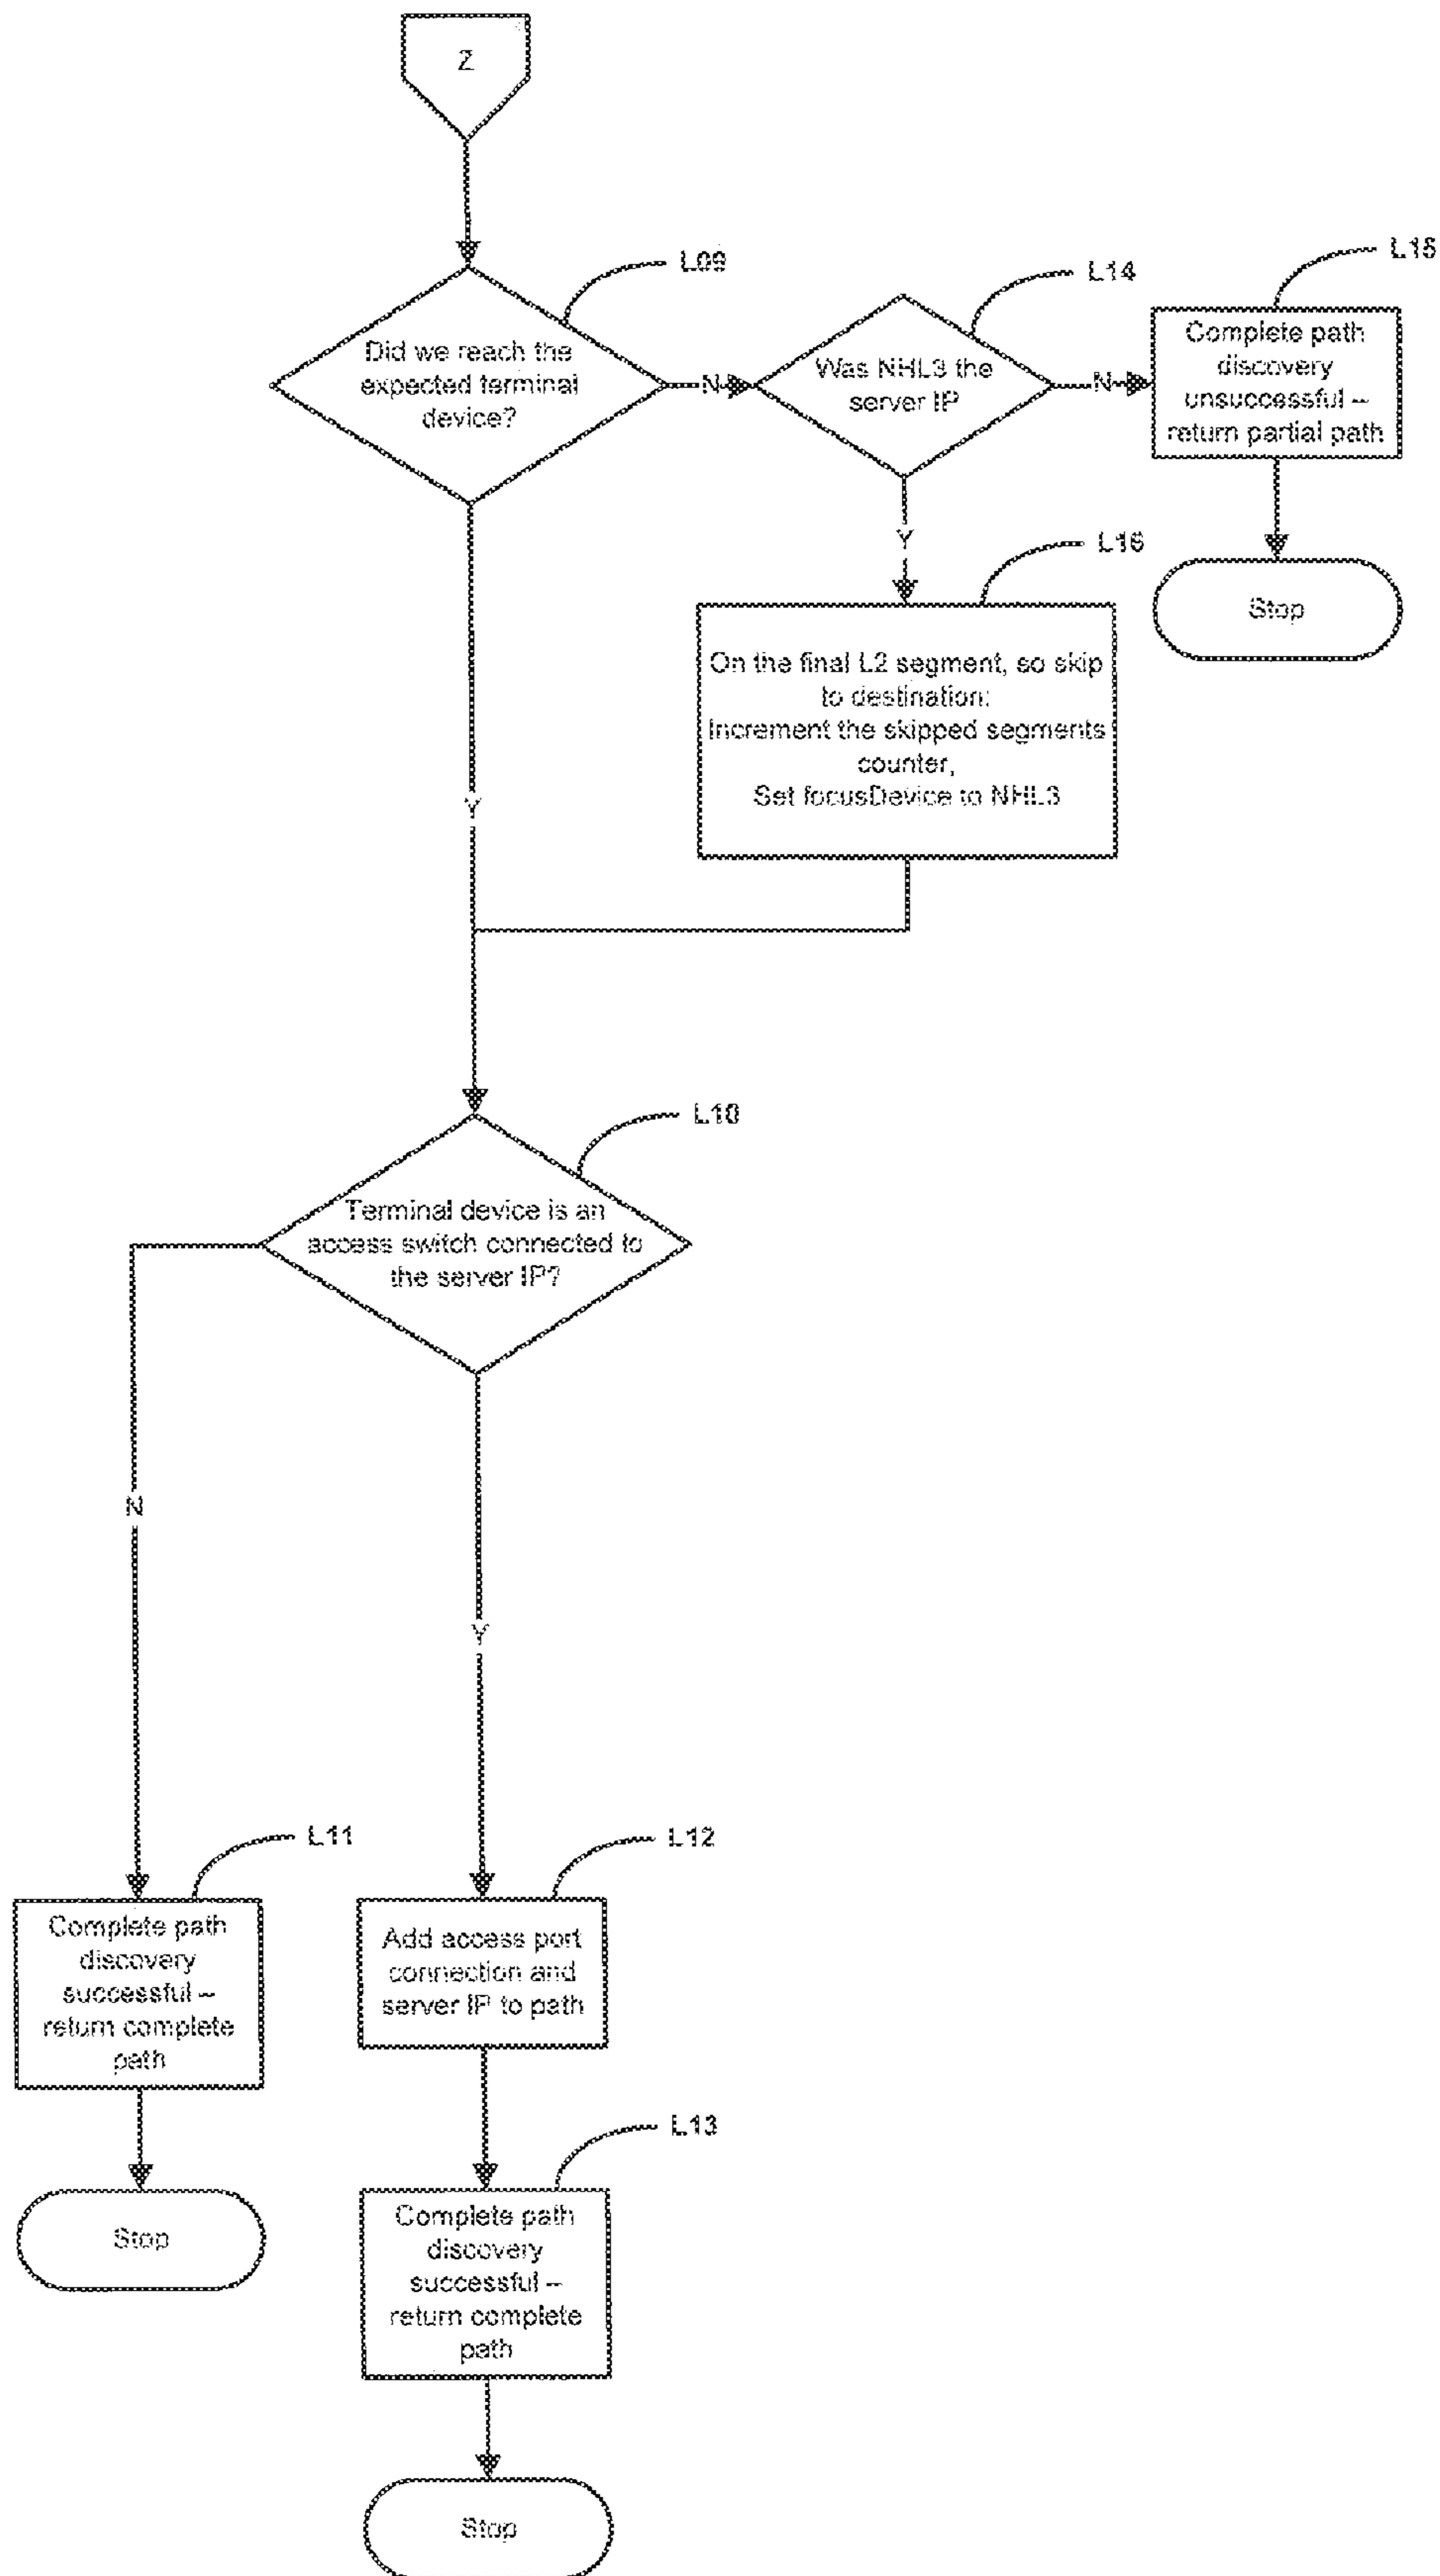 2
L09
Did we reach the
expected terminal
device?
N
L14
Was NHL3 the
server IP
N
L15
Complete path
discovery
unsuccessful –
return partial path
Stop
Y
L16
On the final L2 segment, so skip
to destination:
Increment the skipped segments
counter,
Set focusDevice to NHL3
Y
L10
Terminal device is an
access switch connected to
the server IP?
N
Y
L11
Complete path
discovery
successful –
return complete
path
Stop
L12
Add access port
connection and
server IP to path
L13
Complete path
discovery
successful –
return complete
path
Stop